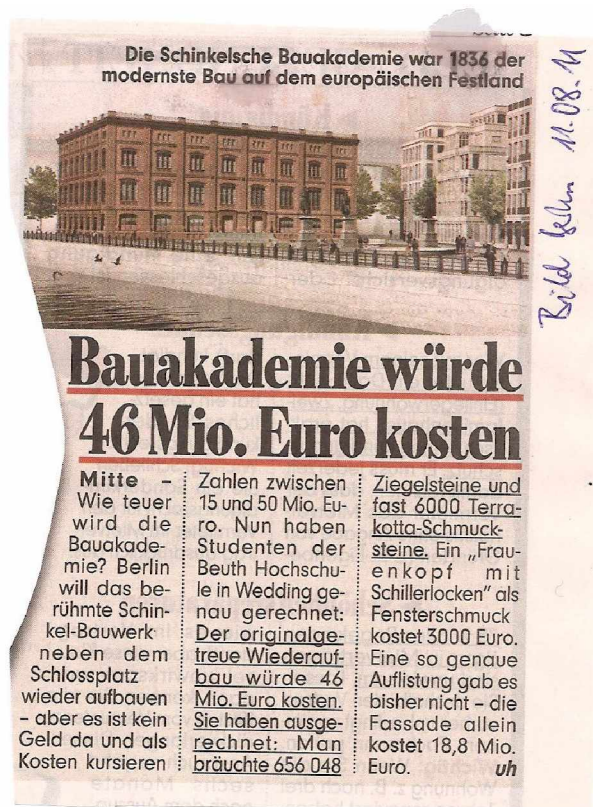 Die Schinkelsche Bauakademie war 1836 der
modernste Bau auf dem europäischen Festland
Bild Berlin 11.08.11
Bauakademie würde
46 Mio. Euro kosten
Mitte –
Wie teuer
wird die
Bauakade-
mie? Berlin
will das be-
rühmte Schin-
kel-Bauwerk
neben dem
Schlossplatz
wieder aufbauen
– aber es ist kein
Geld da und als
Kosten kursieren
Zahlen zwischen
15 und 50 Mio. Eu-
ro. Nun haben
Studenten der
Beuth Hochschu-
le in Wedding ge-
nau gerechnet:
Der originalge-
treue Wiederauf-
bau würde 46
Mio. Euro kosten.
Sie haben ausge-
rechnet: Man
bräuchte 656 048
Ziegelsteine und
fast 6000 Terra-
kotta-Schmuck-
steine. Ein „Frau-
enkopf mit
Schillerlocken" als
Fensterschmuck
kostet 3000 Euro.
Eine so genaue
Auflistung gab es
bisher nicht – die
Fassade allein
kostet 18,8 Mio.
Euro. uh